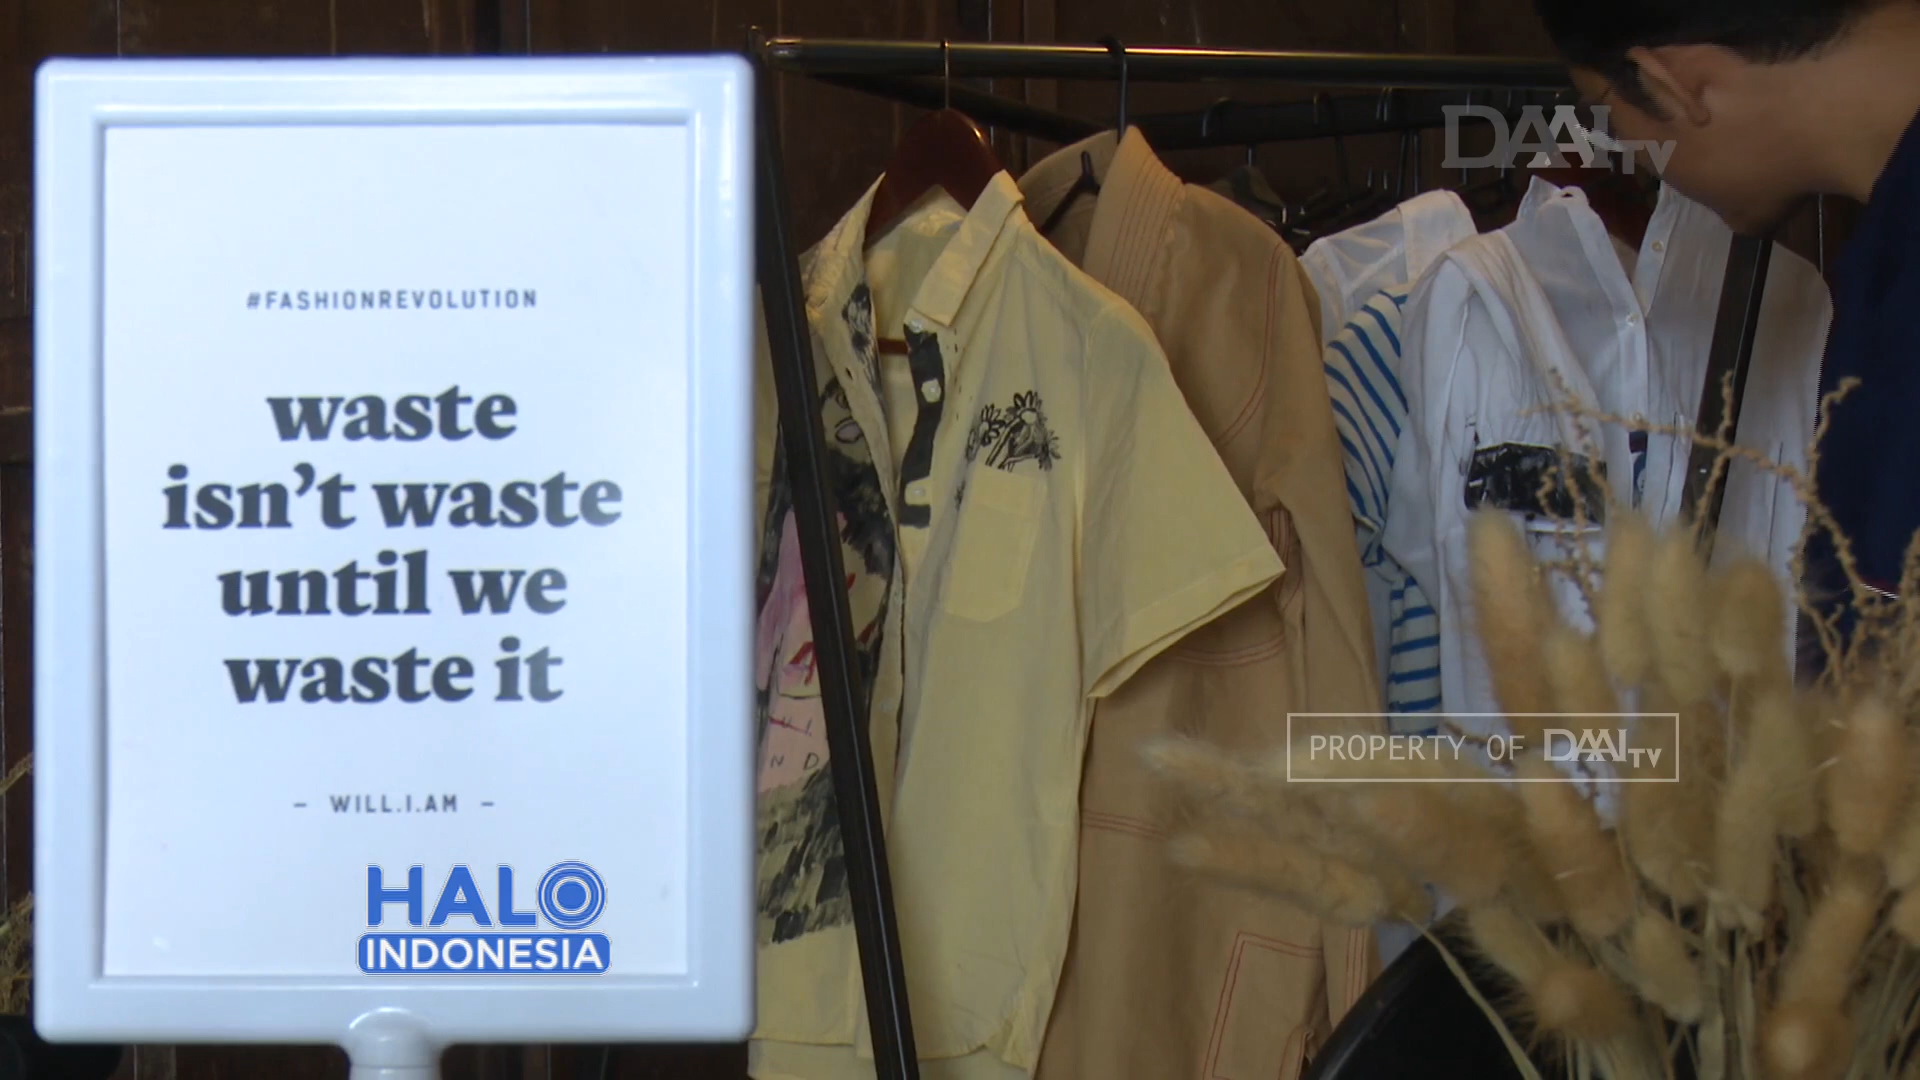 #FASHIONREVOLUTION
waste
isn't waste
until we
waste it
– WILL.I.AM –
HALO
INDONESIA
DAAI TV
PROPERTY OF DAAI TV